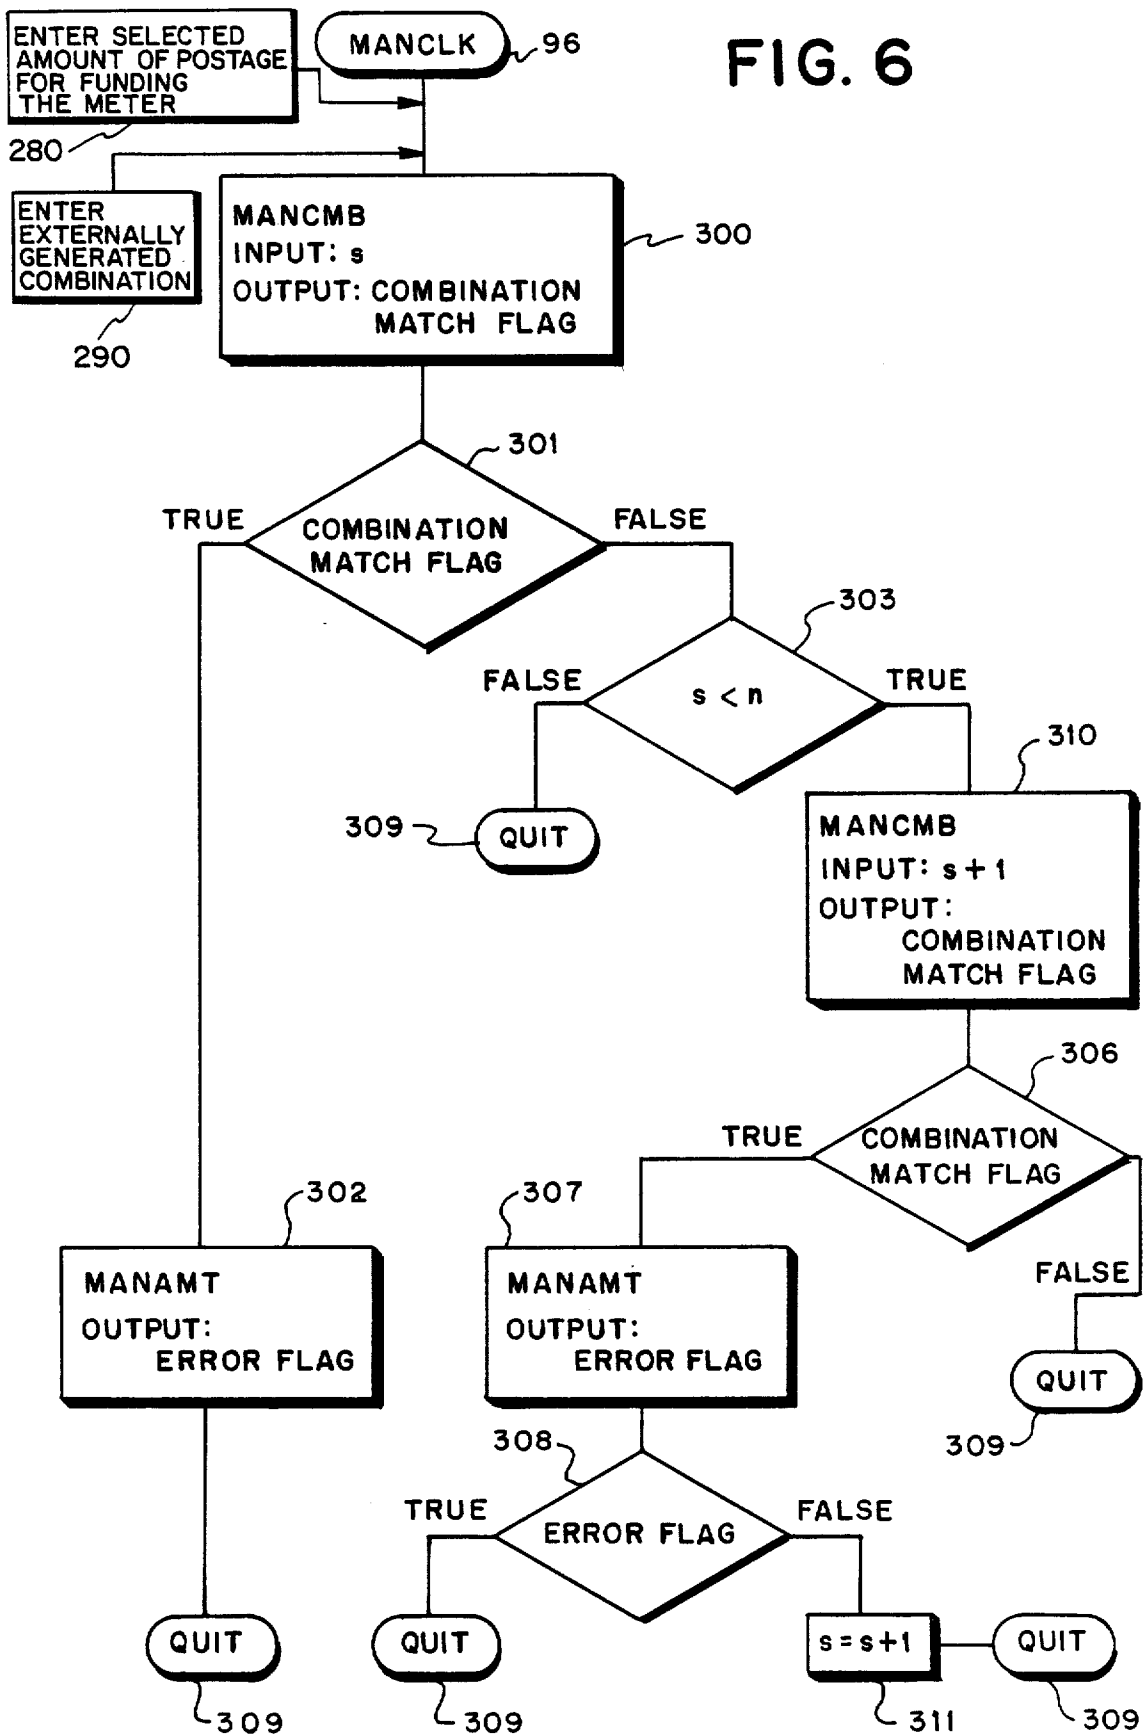 ENTER SELECTED
AMOUNT OF POSTAGE
FOR FUNDING
THE METER
280
MANCLK
96
FIG. 6
ENTER
EXTERNALLY
GENERATED
COMBINATION
290
MANCMB
INPUT: s
OUTPUT: COMBINATION
MATCH FLAG
300
301
TRUE
COMBINATION
MATCH FLAG
FALSE
303
FALSE
s < n
TRUE
309
QUIT
310
MANCMB
INPUT: s + 1
OUTPUT:
COMBINATION
MATCH FLAG
306
TRUE
COMBINATION
MATCH FLAG
FALSE
QUIT
309
302
MANAMT
OUTPUT:
ERROR FLAG
307
MANAMT
OUTPUT:
ERROR FLAG
308
TRUE
ERROR FLAG
FALSE
QUIT
309
QUIT
309
s = s+1
311
QUIT
309